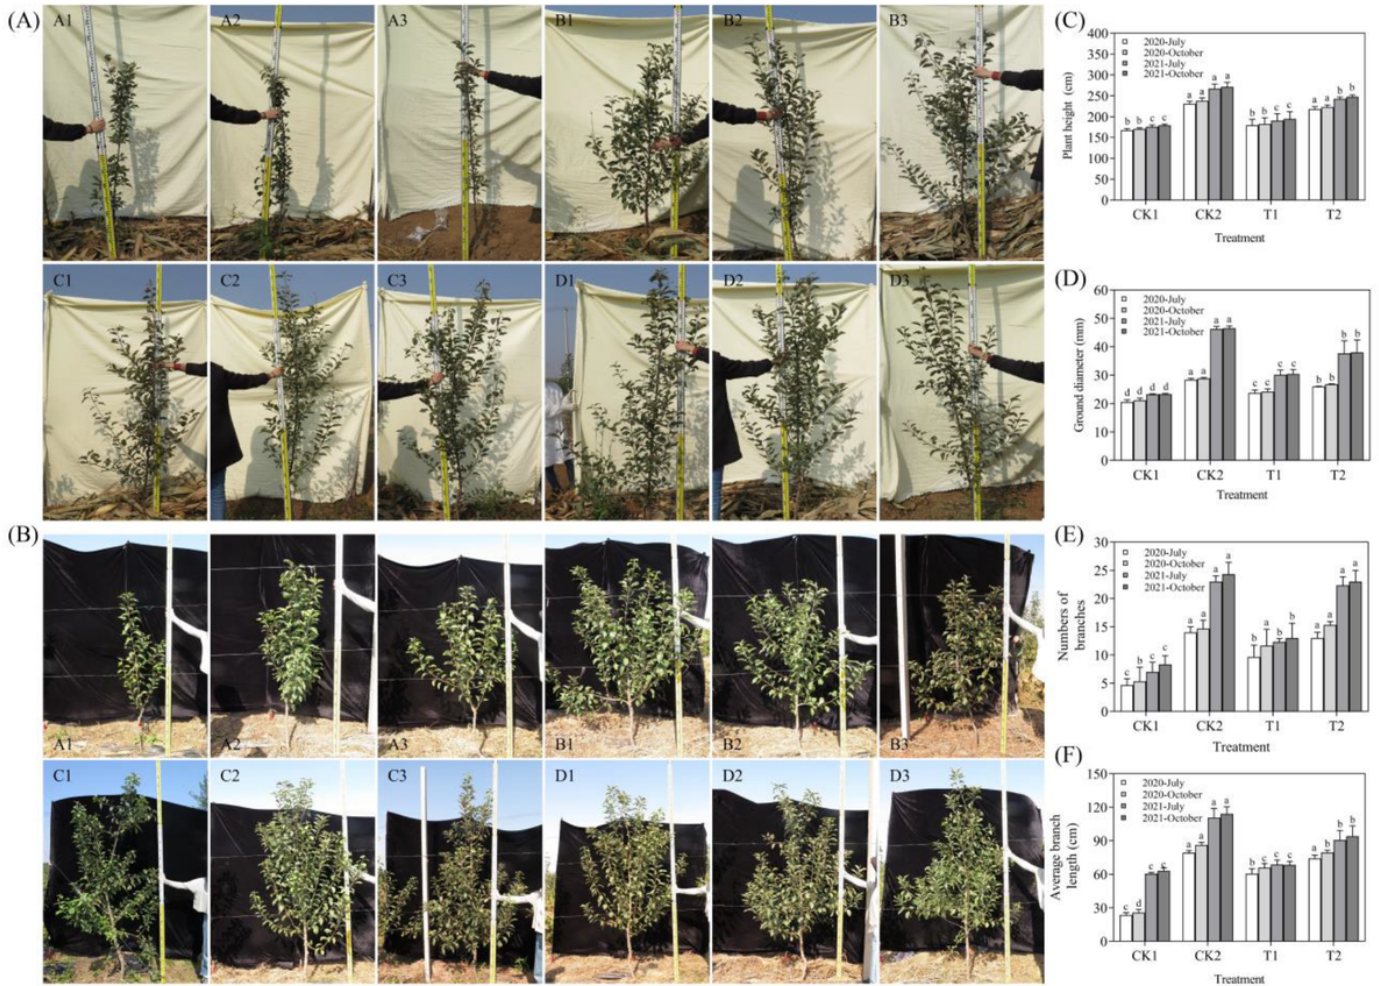 (A)
A1
A2
A3
B1
B2
B3
C1
C2
C3
D1
D2
D3
(B)
A1
A2
A3
B1
B2
B3
C1
C2
C3
D1
D2
D3
(C)
400
350
300
250
200
150
100
50
0
Plant height (cm)
2020-July
2020-October
2021-July
2021-October
b b c c
a a a a
b b c c
a a b b
CK1 CK2 T1 T2
Treatment
(D)
60
50
40
30
20
10
0
Ground diameter (mm)
2020-July
2020-October
2021-July
2021-October
d d d d
a a a a
c c c c
b b b b
CK1 CK2 T1 T2
Treatment
(E)
30
25
20
15
10
5
0
Numbers of
branches
2020-July
2020-October
2021-July
2021-October
c b c c
a a a a
b a b b
a a a a
CK1 CK2 T1 T2
Treatment
(F)
150
120
90
60
30
0
Average branch
length (cm)
2020-July
2020-October
2021-July
2021-October
c d c c
a a a a
b c c c
a b b b
CK1 CK2 T1 T2
Treatment